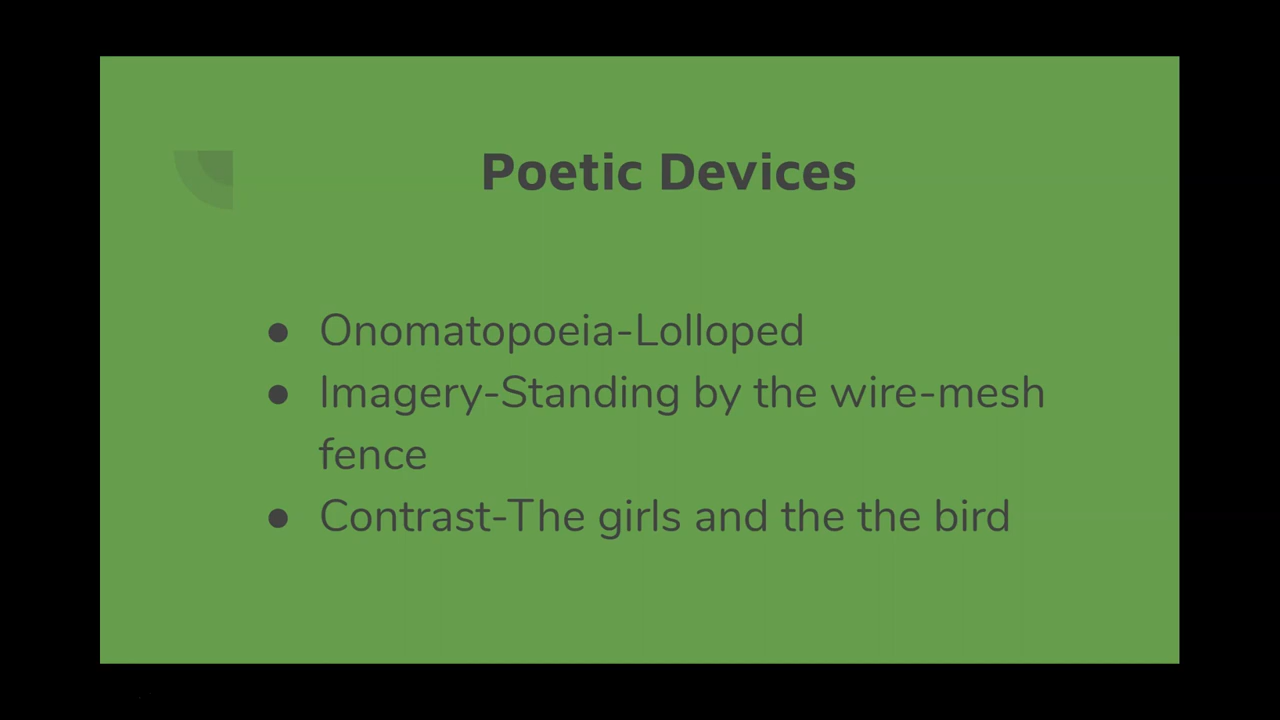 Poetic Devices
● Onomatopoeia-Lolloped
● Imagery-Standing by the wire-mesh
fence
● Contrast-The girls and the the bird